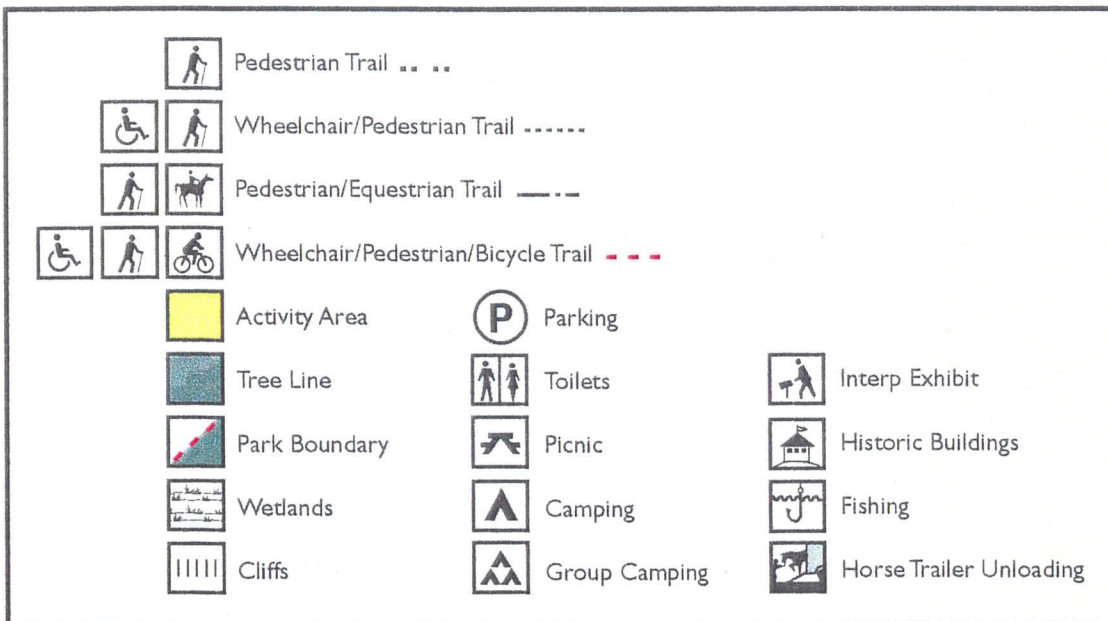 Pedestrian Trail
Wheelchair/Pedestrian Trail
Pedestrian/Equestrian Trail
Wheelchair/Pedestrian/Bicycle Trail
Activity Area
P Parking
Tree Line
Toilets
Interp Exhibit
Park Boundary
Picnic
Historic Buildings
Wetlands
Camping
Fishing
Cliffs
Group Camping
Horse Trailer Unloading